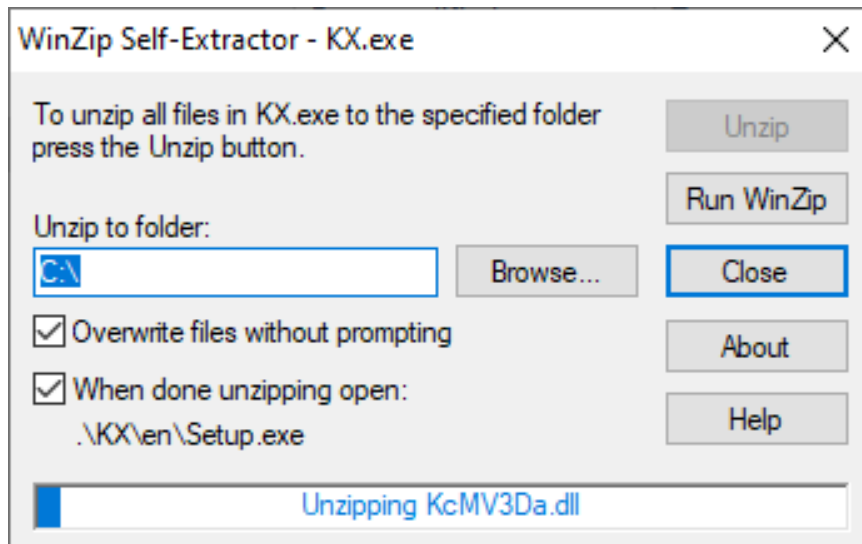 WinZip Self-Extractor - KX.exe
To unzip all files in KX.exe to the specified folder
press the Unzip button.
Unzip
Run WinZip
Unzip to folder:
C:\
Browse...
Close
Overwrite files without prompting
About
When done unzipping open:
.\KX\en\Setup.exe
Help
Unzipping KcMV3Da.dll